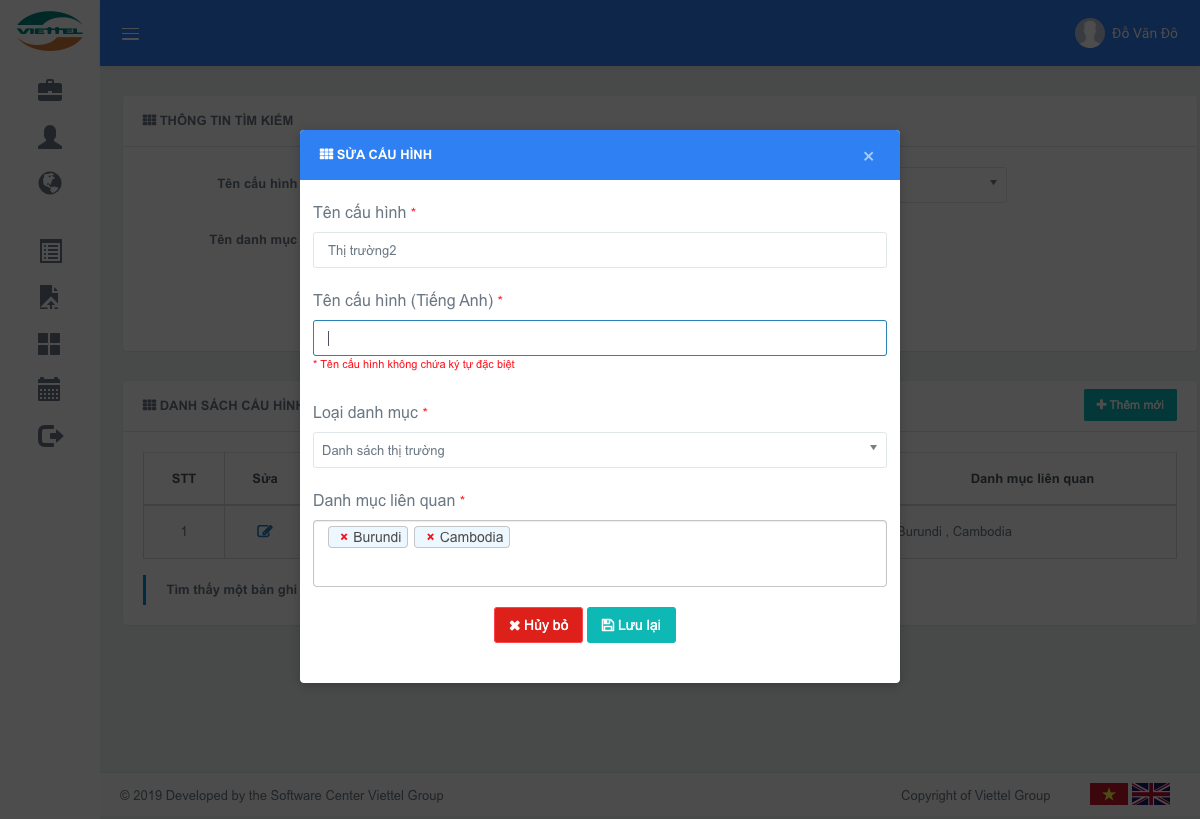 VIETTEL
Đỗ Văn Đô
THÔNG TIN TÌM KIẾM
Tên cấu hình
Tên danh mục
SỬA CẤU HÌNH ×
Tên cấu hình *
Thị trường2
Tên cấu hình (Tiếng Anh) *
* Tên cấu hình không chứa ký tự đặc biệt
Loại danh mục *
Danh sách thị trường
Danh mục liên quan *
× Burundi × Cambodia
Hủy bỏ Lưu lại
DANH SÁCH CẤU HÌNH
Thêm mới
STT Sửa Danh mục liên quan
1 Burundi , Cambodia
Tìm thấy một bản ghi
© 2019 Developed by the Software Center Viettel Group Copyright of Viettel Group